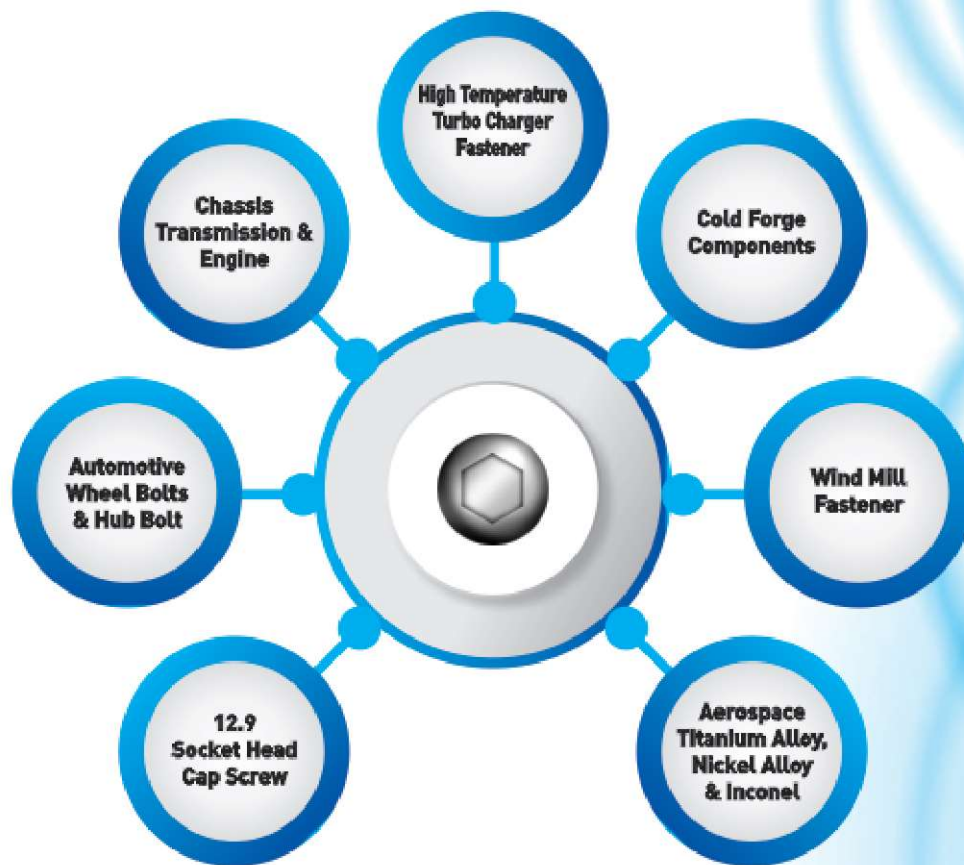 High Temperature
Turbo Charger
Fastener
Chassis
Transmission &
Engine
Cold Forge
Components
Automotive
Wheel Bolts
& Hub Bolt
Wind Mill
Fastener
12.9
Socket Head
Cap Screw
Aerospace
Titanium Alloy,
Nickel Alloy
& Inconel